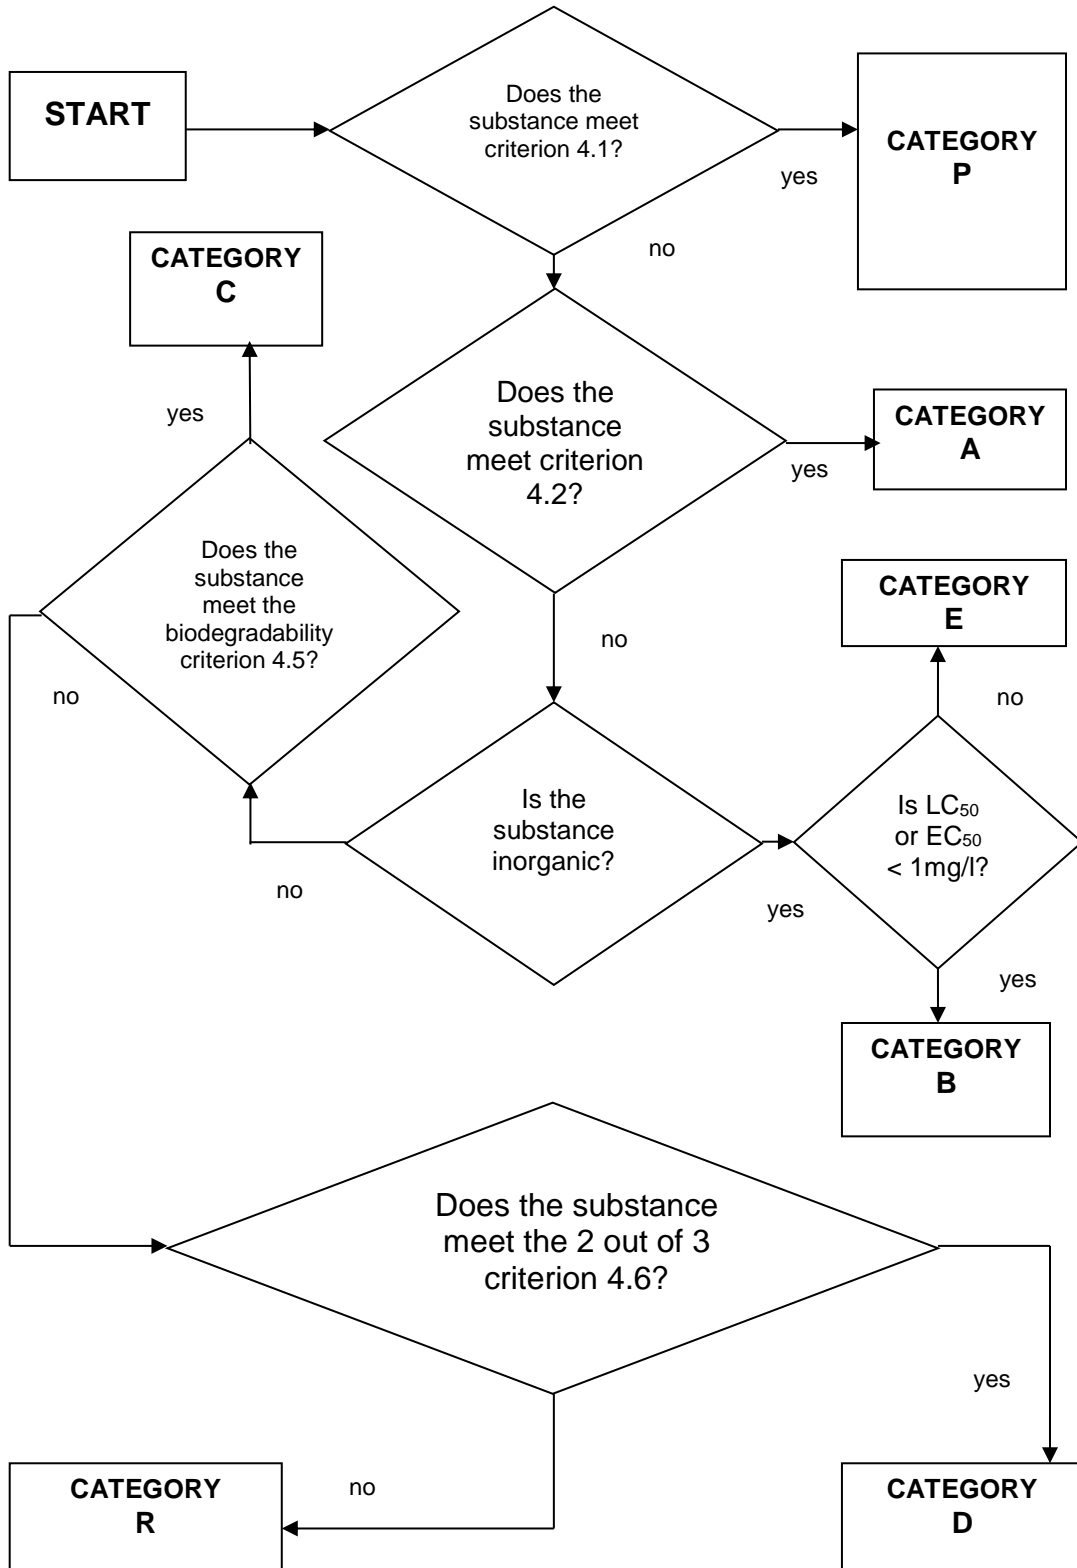 START
Does the
substance meet
criterion 4.1?
yes
CATEGORY
P
no
CATEGORY
C
yes
Does the
substance
meet criterion
4.2?
yes
CATEGORY
A
Does the
substance
meet the
biodegradability
criterion 4.5?
no
no
CATEGORY
E
no
Is the
substance
inorganic?
no
yes
Is LC50
or EC50
< 1mg/l?
yes
CATEGORY
B
Does the substance
meet the 2 out of 3
criterion 4.6?
yes
no
CATEGORY
R
CATEGORY
D